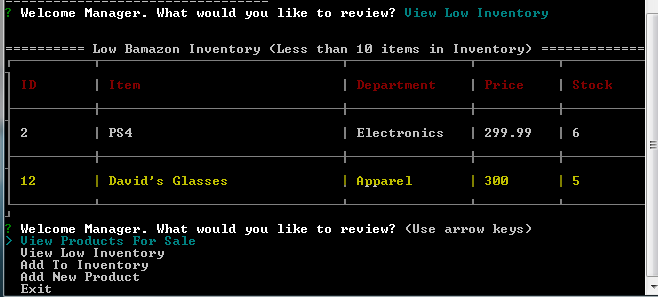 ? Welcome Manager. What would you like to review? View Low Inventory
========== Low Bamazon Inventory (Less than 10 items in Inventory) =============
ID | Item | Department | Price | Stock
2 | PS4 | Electronics | 299.99 | 6
12 | David's Glasses | Apparel | 300 | 5
? Welcome Manager. What would you like to review? (Use arrow keys)
> View Products For Sale
View Low Inventory
Add To Inventory
Add New Product
Exit